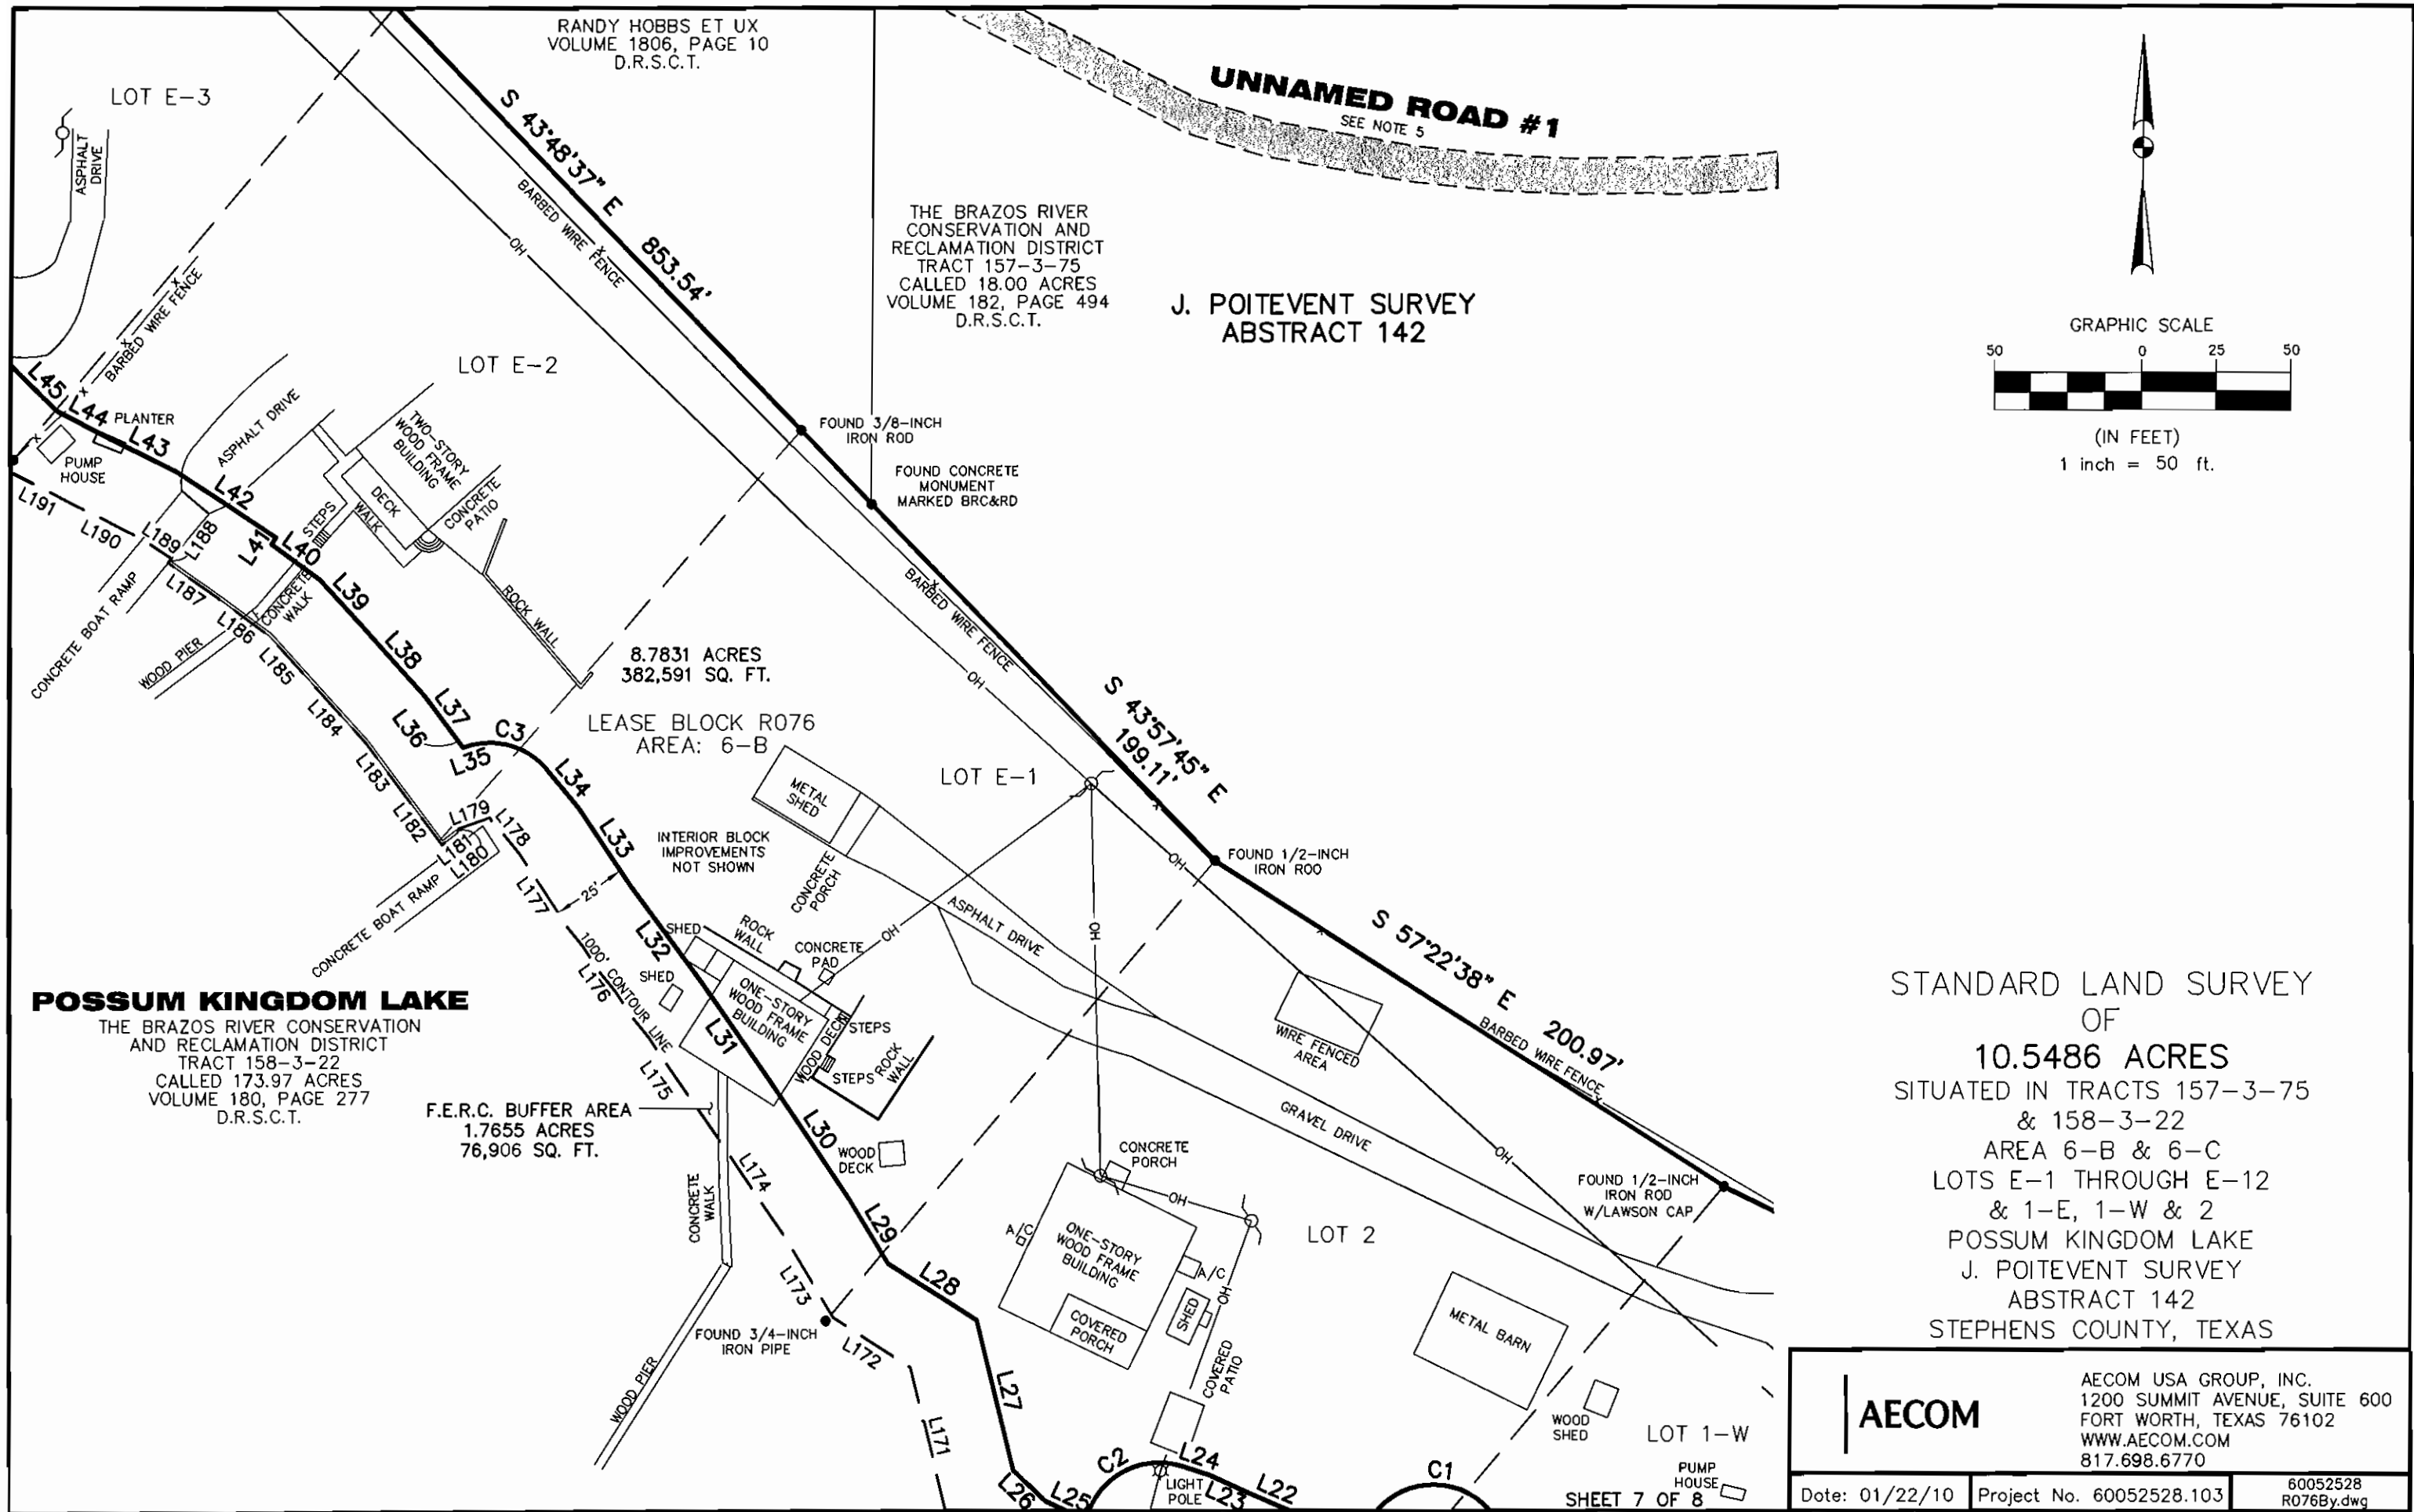 RANDY HOBBS ET UX
VOLUME 1806, PAGE 10
D.R.S.C.T.
UNNAMED ROAD #1
SEE NOTE 5
LOT E-3
ASPHALT
DRIVE
S 43°48'37" E 853.54'
BARBED WIRE FENCE
OH
THE BRAZOS RIVER
CONSERVATION AND
RECLAMATION DISTRICT
TRACT 157-3-75
CALLED 18.00 ACRES
VOLUME 182, PAGE 494
D.R.S.C.T.
J. POITEVENT SURVEY
ABSTRACT 142
GRAPHIC SCALE
50 0 25 50
(IN FEET)
1 inch = 50 ft.
BARBED WIRE FENCE
LOT E-2
L45
L44
PLANTER
L43
PUMP
HOUSE
ASPHALT DRIVE
TWO-STORY
WOOD FRAME
BUILDING
DECK
WALK
CONCRETE
PATIO
STEPS
FOUND 3/8-INCH
IRON ROD
FOUND CONCRETE
MONUMENT
MARKED BRC&RD
L42
L41
L40
L191
L190
L189
L188
L187
L186
CONCRETE
WALK
CONCRETE BOAT RAMP
WOOD PIER
L39
L38
L37
L36
L35
C3
L34
L33
L185
L184
L183
L182
L179
L178
L181
L180
L177
25'
ROCK WALL
8.7831 ACRES
382,591 SQ. FT.
LEASE BLOCK R076
AREA: 6-B
BARBED WIRE FENCE
OH
S 43°57'45" E
199.11'
METAL
SHED
LOT E-1
INTERIOR BLOCK
IMPROVEMENTS
NOT SHOWN
CONCRETE
PORCH
FOUND 1/2-INCH
IRON ROO
OH
OH
OH
ASPHALT DRIVE
CONCRETE BOAT RAMP
L32
SHED
ROCK
WALL
CONCRETE
PAD
SHED
1000' CONTOUR LINE
L176
L175
ONE-STORY
WOOD FRAME
BUILDING
L31
WOOD DECK
STEPS
STEPS
ROCK
WALL
S 57°22'38" E 200.97'
BARBED WIRE FENCE
WIRE FENCED
AREA
GRAVEL DRIVE
POSSUM KINGDOM LAKE
THE BRAZOS RIVER CONSERVATION
AND RECLAMATION DISTRICT
TRACT 158-3-22
CALLED 173.97 ACRES
VOLUME 180, PAGE 277
D.R.S.C.T.
F.E.R.C. BUFFER AREA
1.7655 ACRES
76,906 SQ. FT.
L30
WOOD
DECK
L174
CONCRETE
WALK
L29
L28
L173
FOUND 3/4-INCH
IRON PIPE
L172
WOOD PIER
L171
L27
L26
L25
C2
L24
L23
L22
C1
CONCRETE
PORCH
OH
OH
OH
A/C
ONE-STORY
WOOD FRAME
BUILDING
A/C
SHED
COVERED
PORCH
COVERED
PATIO
LIGHT
POLE
LOT 2
FOUND 1/2-INCH
IRON ROD
W/LAWSON CAP
METAL BARN
WOOD
SHED
LOT 1-W
PUMP
HOUSE
SHEET 7 OF 8
STANDARD LAND SURVEY
OF
10.5486 ACRES
SITUATED IN TRACTS 157-3-75
& 158-3-22
AREA 6-B & 6-C
LOTS E-1 THROUGH E-12
& 1-E, 1-W & 2
POSSUM KINGDOM LAKE
J. POITEVENT SURVEY
ABSTRACT 142
STEPHENS COUNTY, TEXAS
AECOM
AECOM USA GROUP, INC.
1200 SUMMIT AVENUE, SUITE 600
FORT WORTH, TEXAS 76102
WWW.AECOM.COM
817.698.6770
Date: 01/22/10
Project No. 60052528.103
60052528
R076By.dwg